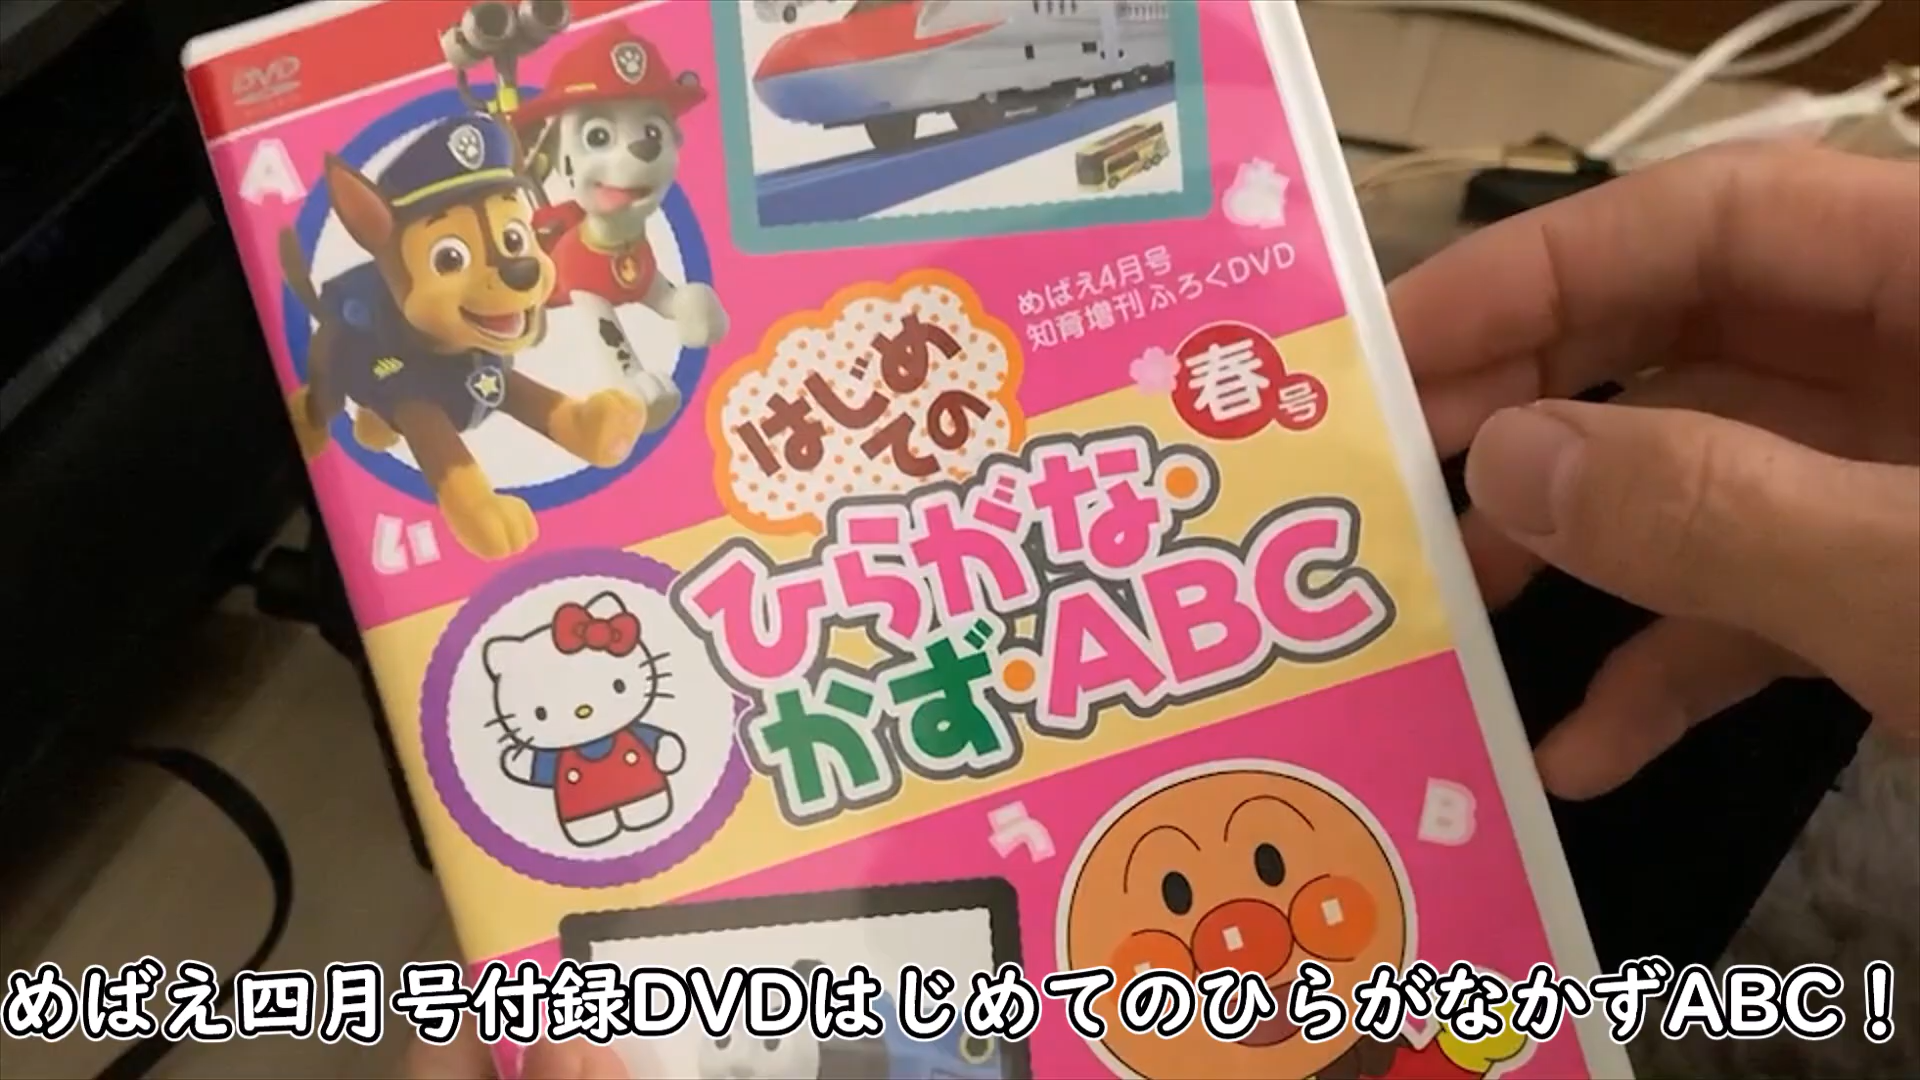 DVD
A
あ
めばえ4月号
知育増刊 ふろくDVD
春号
はじめ
ての
ひらがな・
かず・ABC
い
う
B
めばえ四月号付録DVDはじめてのひらがなかずABC！